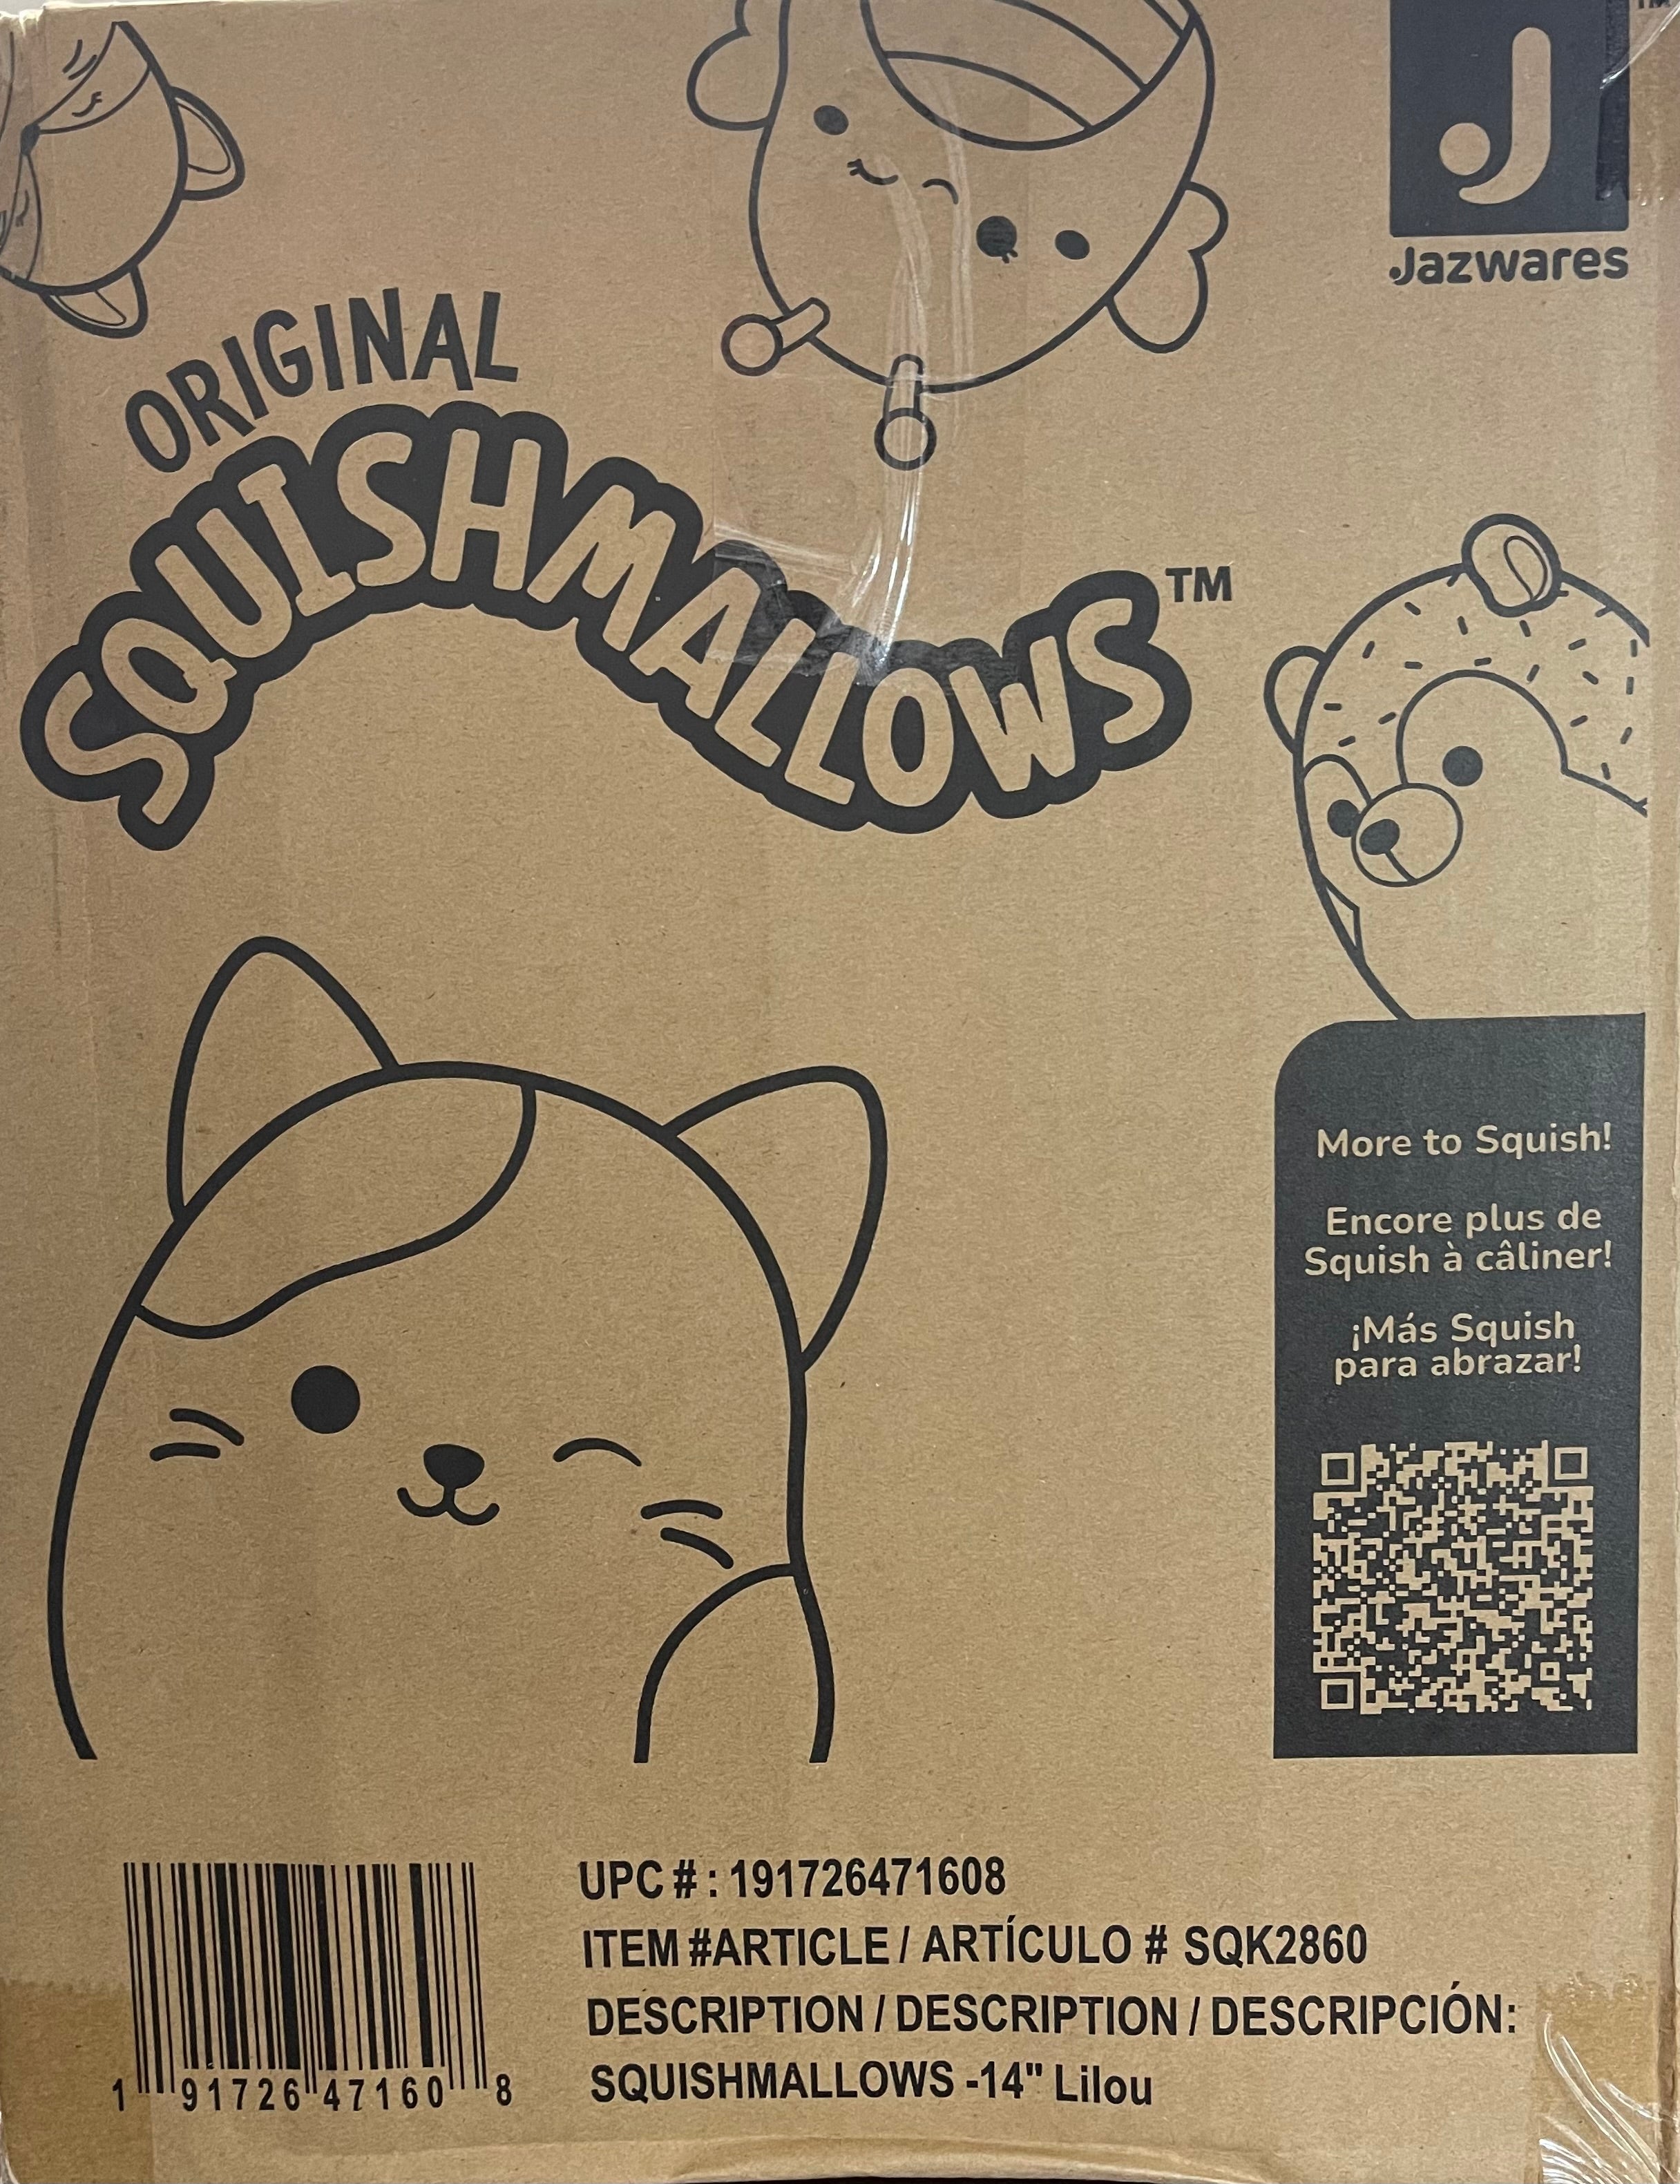 TM
J
Jazwares
ORIGINAL
SQUISHMALLOWS™
More to Squish!
Encore plus de
Squish à câliner!
¡Más Squish
para abrazar!
UPC # : 191726471608
ITEM #ARTICLE / ARTÍCULO # SQK2860
DESCRIPTION / DESCRIPTION / DESCRIPCIÓN:
SQUISHMALLOWS -14" Lilou
1 91726 47160 8